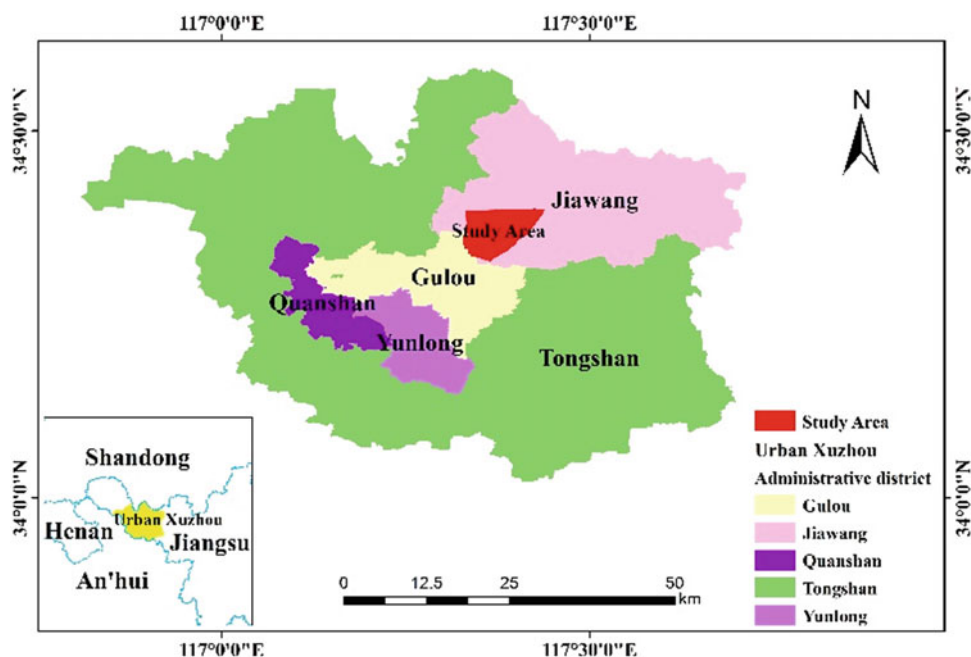 117°0'0"E
117°30'0"E
34°30'0"N
34°30'0"N
N
Jiawang
Study Area
Gulou
Quanshan
Yunlong
Tongshan
Study Area
Urban Xuzhou
Administrative district
Gulou
Jiawang
Quanshan
Tongshan
Yunlong
34°0'0"N
34°0'0"N
Shandong
Urban Xuzhou
Henan
Jiangsu
An'hui
0 12.5 25 50
km
117°0'0"E
117°30'0"E